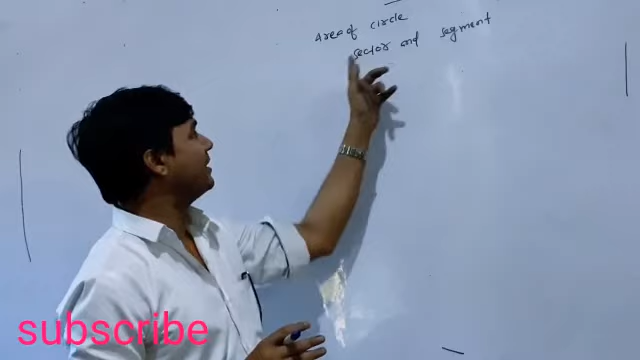 Area of circle
sector and segment
subscribe